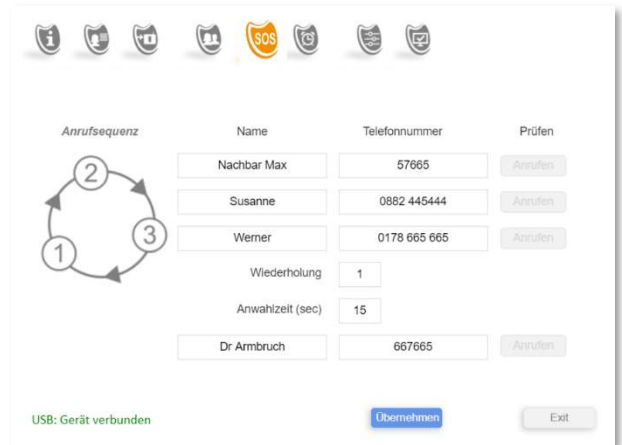 i
SOS
Anrufsequenz Name Telefonnummer Prüfen
2
Nachbar Max 57665 Anrufen
Susanne 0882 445444 Anrufen
1 3 Werner 0178 665 665 Anrufen
Wiederholung 1
Anwahlzeit (sec) 15
Dr Armbruch 667665 Anrufen
USB: Gerät verbunden Übernehmen Exit